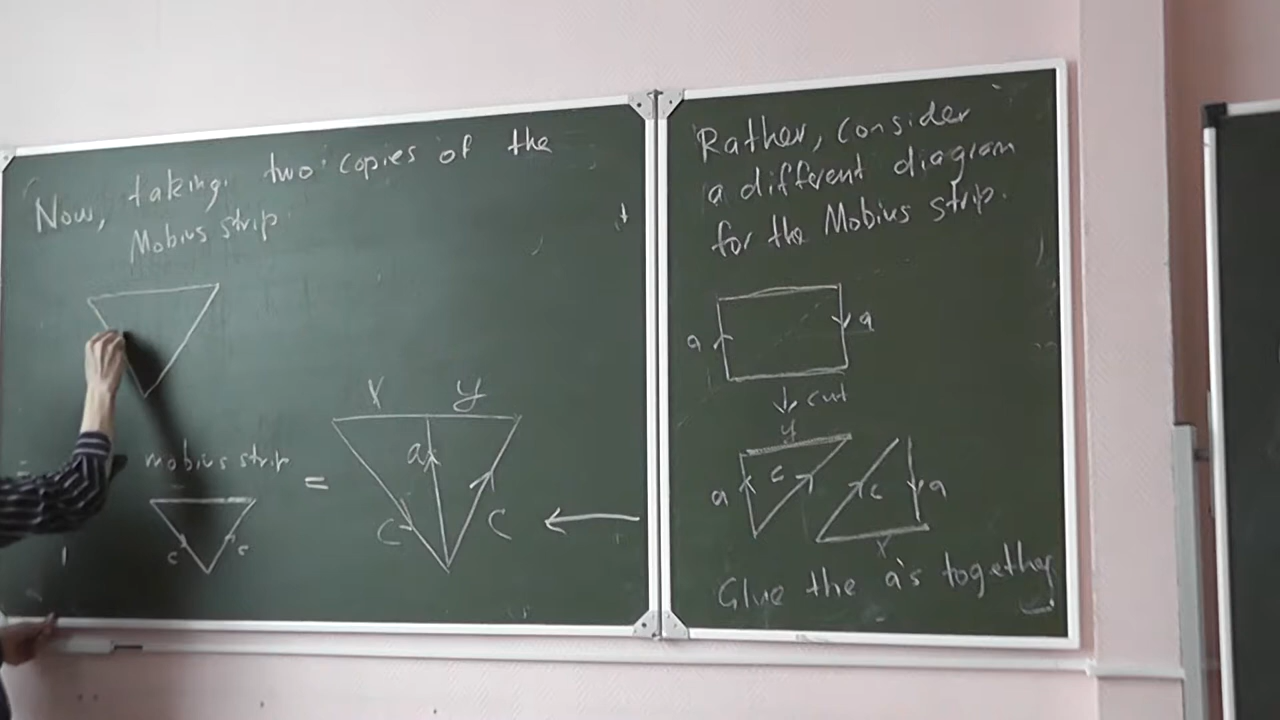 Now, taking two copies of the
Mobius strip
x y
a
mobius strip =
c c
c c
Rather, consider
a different diagram
for the Mobius strip.
a a
cut
y
a c c a
x
Glue the a's together